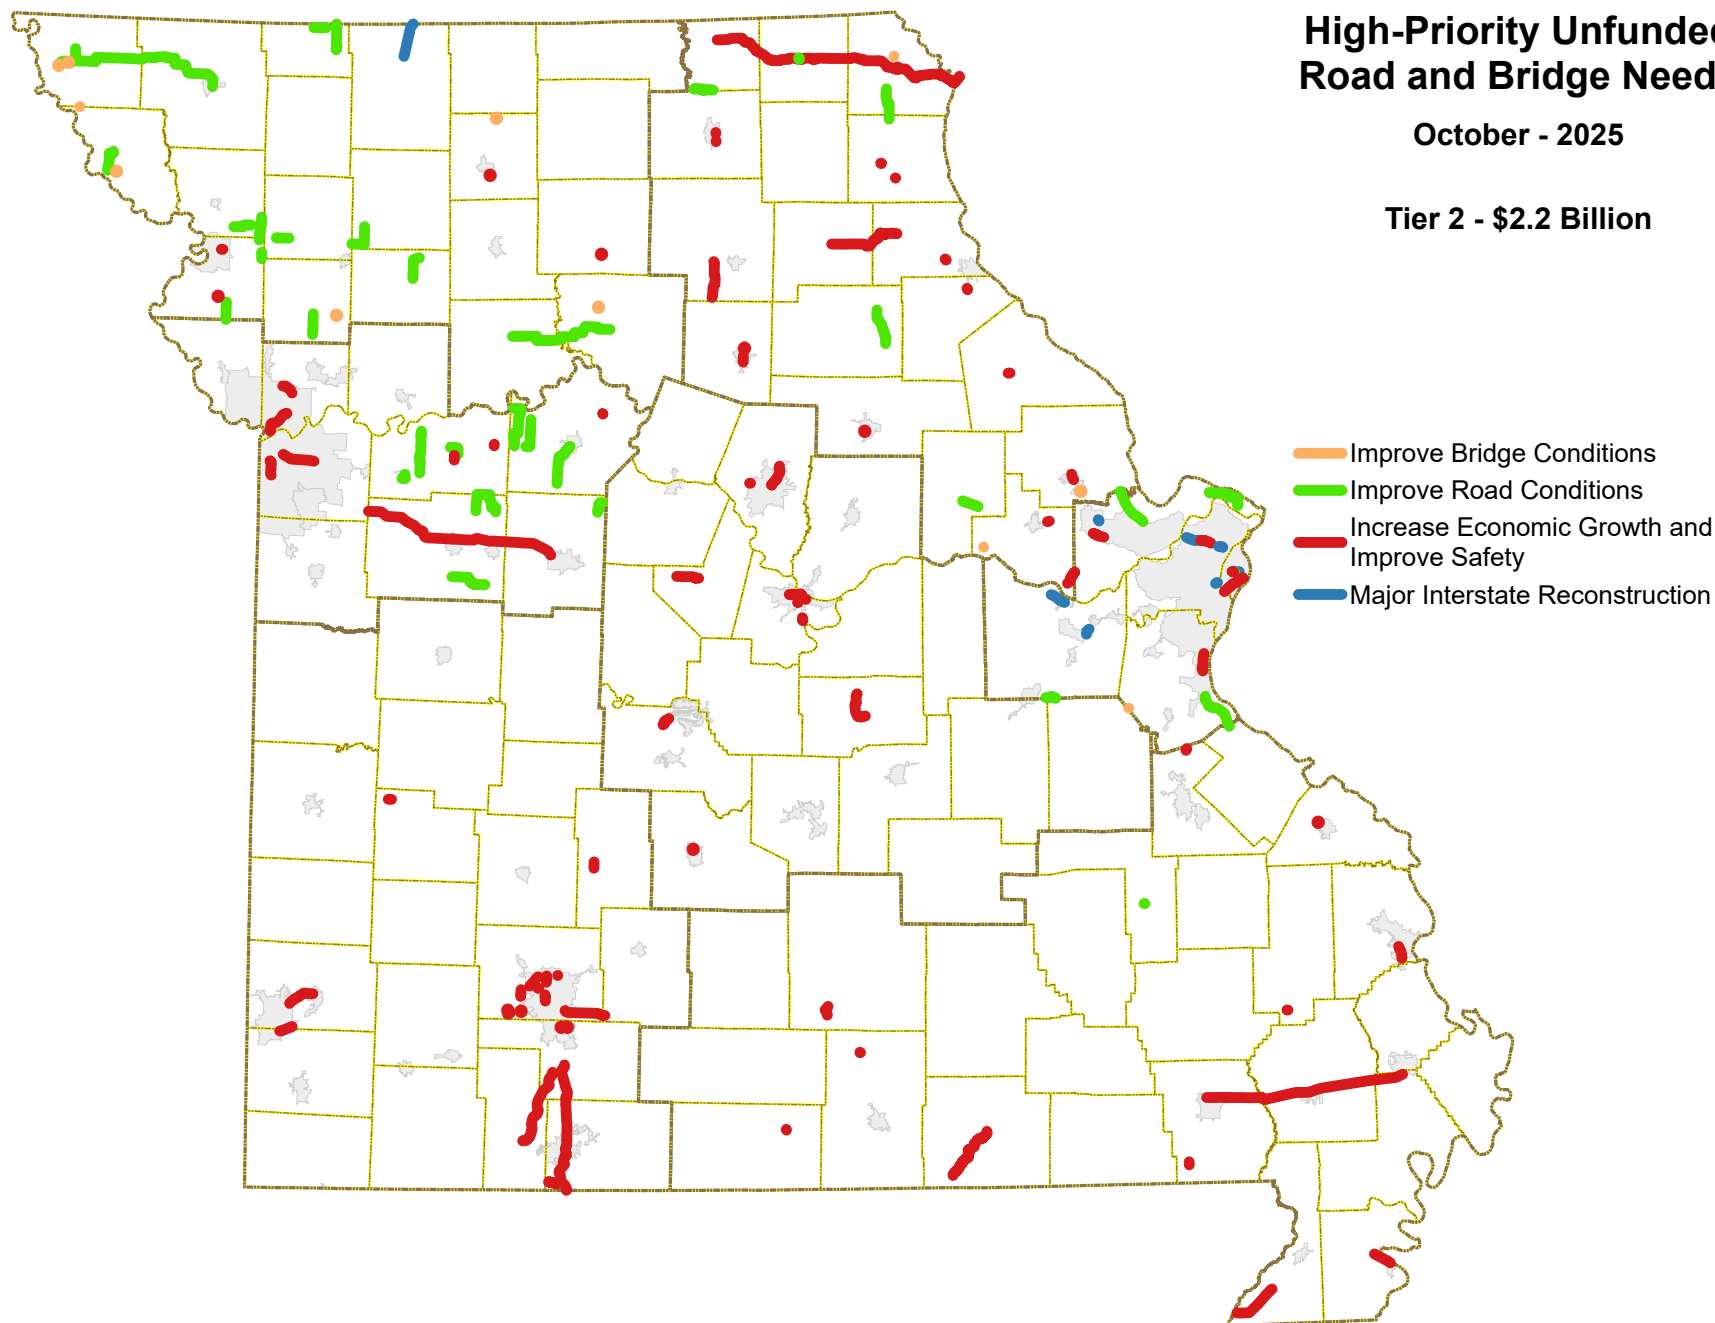 High-Priority Unfunde
Road and Bridge Need
October - 2025
Tier 2 - $2.2 Billion
Improve Bridge Conditions
Improve Road Conditions
Increase Economic Growth and
Improve Safety
Major Interstate Reconstruction